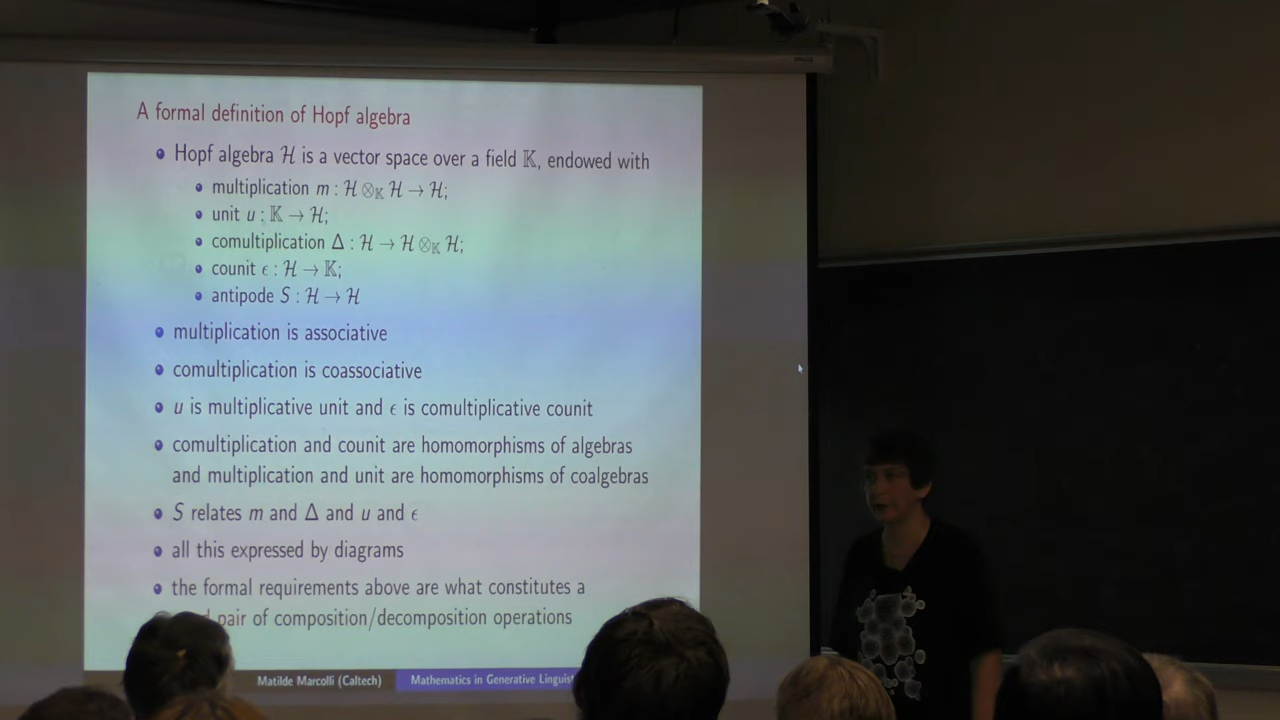 A formal definition of Hopf algebra
• Hopf algebra ℋ is a vector space over a field 𝕂, endowed with
• multiplication m : ℋ ⊗𝕂 ℋ → ℋ;
• unit u : 𝕂 → ℋ;
• comultiplication Δ : ℋ → ℋ ⊗𝕂 ℋ;
• counit ϵ : ℋ → 𝕂;
• antipode S : ℋ → ℋ
• multiplication is associative
• comultiplication is coassociative
• u is multiplicative unit and ϵ is comultiplicative counit
• comultiplication and counit are homomorphisms of algebras
and multiplication and unit are homomorphisms of coalgebras
• S relates m and Δ and u and ϵ
• all this expressed by diagrams
• the formal requirements above are what constitutes a
pair of composition/decomposition operations
Matilde Marcolli (Caltech) Mathematics in Generative